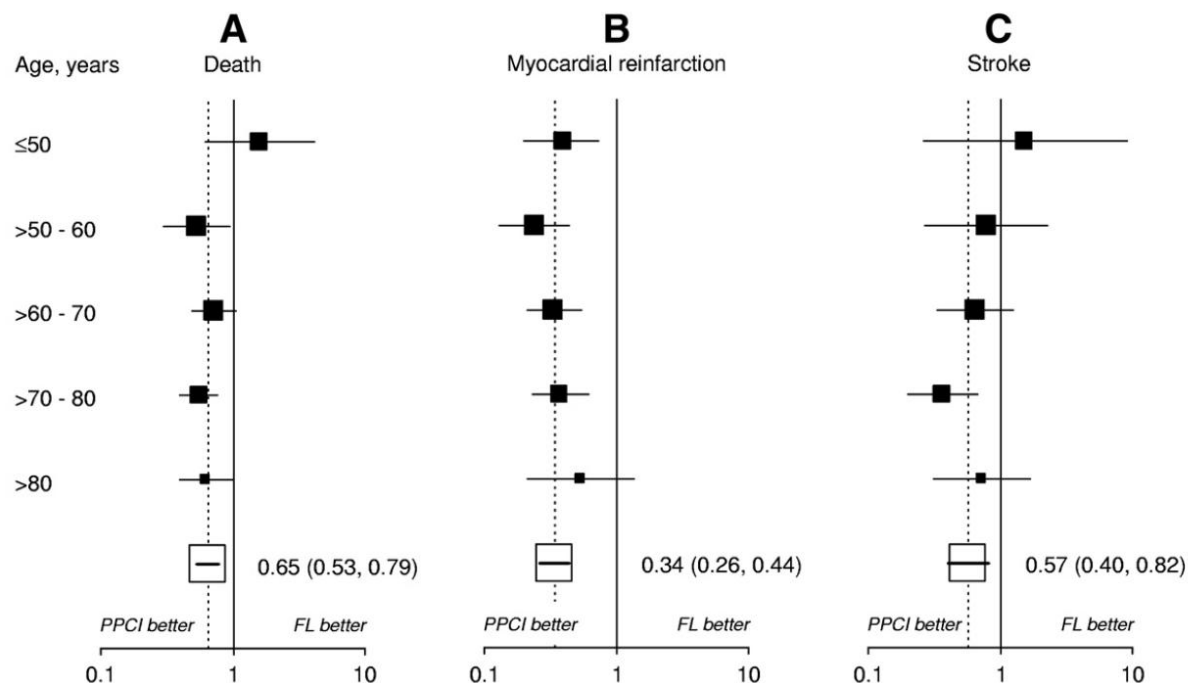 A B C
Age, years Death Myocardial reinfarction Stroke
≤50
>50 - 60
>60 - 70
>70 - 80
>80
0.65 (0.53, 0.79) 0.34 (0.26, 0.44) 0.57 (0.40, 0.82)
PPCI better FL better PPCI better FL better PPCI better FL better
0.1 1 10 0.1 1 10 0.1 1 10